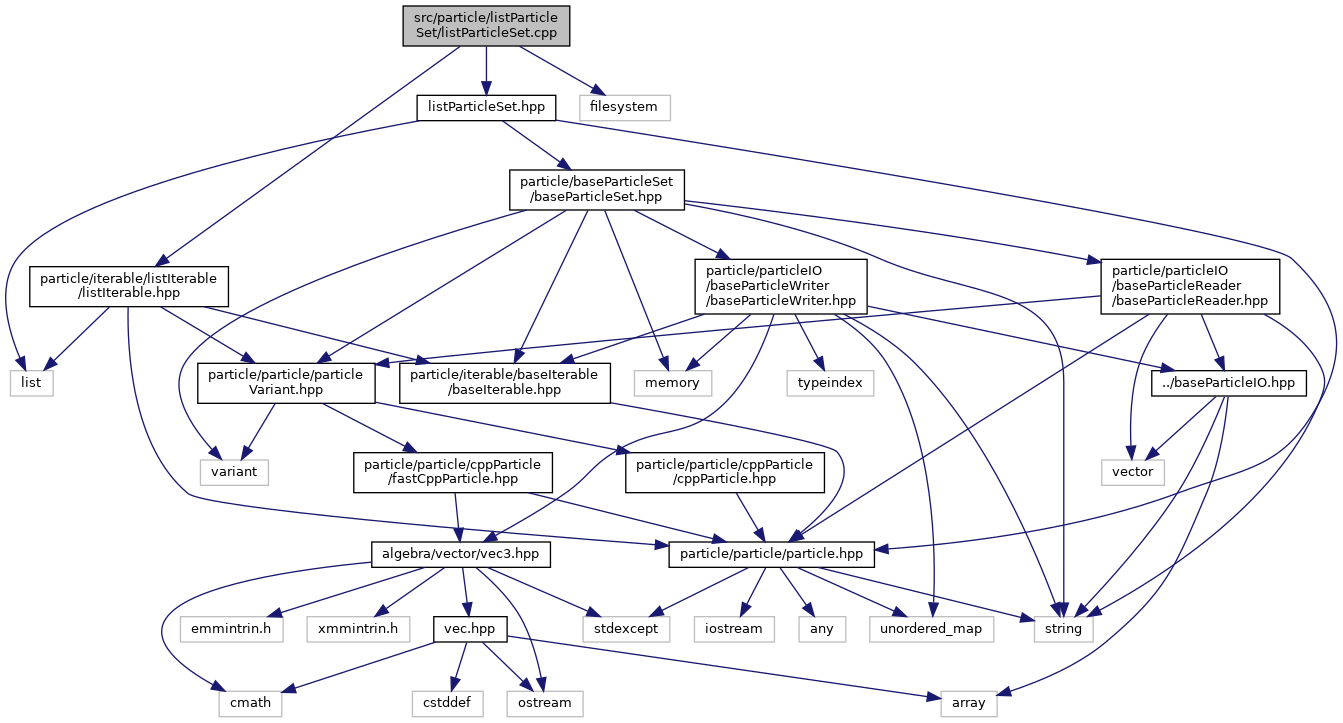 src/particle/listParticle
Set/listParticleSet.cpp
listParticleSet.hpp
filesystem
particle/baseParticleSet
/baseParticleSet.hpp
particle/iterable/listIterable
/listIterable.hpp
particle/particleIO
/baseParticleWriter
/baseParticleWriter.hpp
particle/particleIO
/baseParticleReader
/baseParticleReader.hpp
list
particle/particle/particle
Variant.hpp
particle/iterable/baseIterable
/baseIterable.hpp
memory
typeindex
../baseParticleIO.hpp
variant
particle/particle/cppParticle
/fastCppParticle.hpp
particle/particle/cppParticle
/cppParticle.hpp
vector
algebra/vector/vec3.hpp
particle/particle/particle.hpp
emmintrin.h
xmmintrin.h
vec.hpp
stdexcept
iostream
any
unordered_map
string
cmath
cstddef
ostream
array